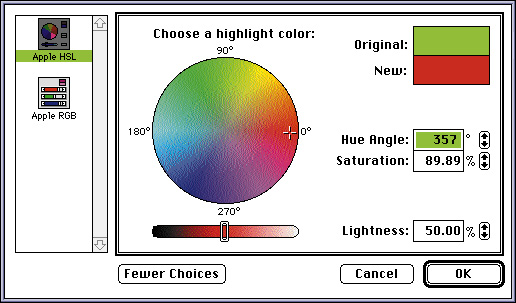 Apple HSL
Apple RGB
Choose a highlight color:
90°
180°
0°
270°
Original:
New:
Hue Angle: 357 °
Saturation: 89.89 %
Lightness: 50.00 %
Fewer Choices
Cancel
OK